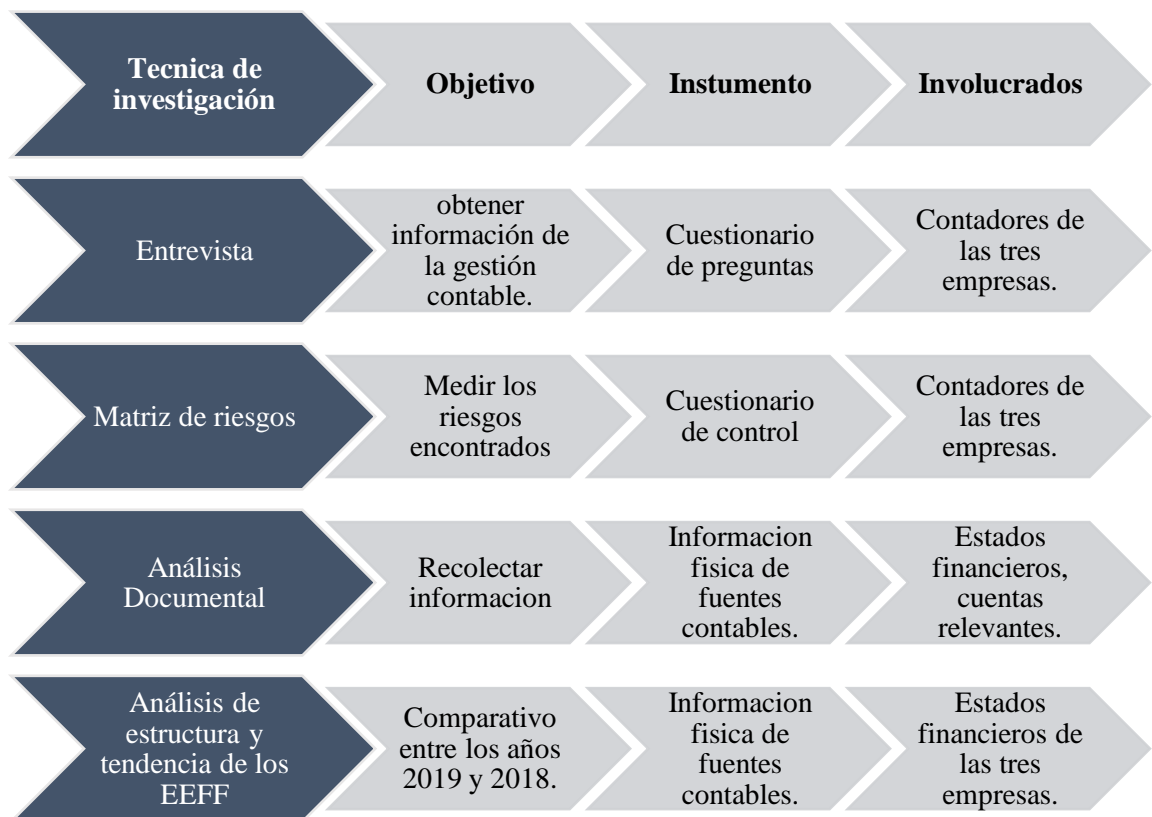 Tecnica de
investigación
Objetivo
Instumento
Involucrados
Entrevista
obtener
información de
la gestión
contable.
Cuestionario
de preguntas
Contadores de
las tres
empresas.
Matriz de riesgos
Medir los
riesgos
encontrados
Cuestionario
de control
Contadores de
las tres
empresas.
Análisis
Documental
Recolectar
informacion
Informacion
fisica de
fuentes
contables.
Estados
financieros,
cuentas
relevantes.
Análisis de
estructura y
tendencia de los
EEFF
Comparativo
entre los años
2019 y 2018.
Informacion
fisica de
fuentes
contables.
Estados
financieros de
las tres
empresas.